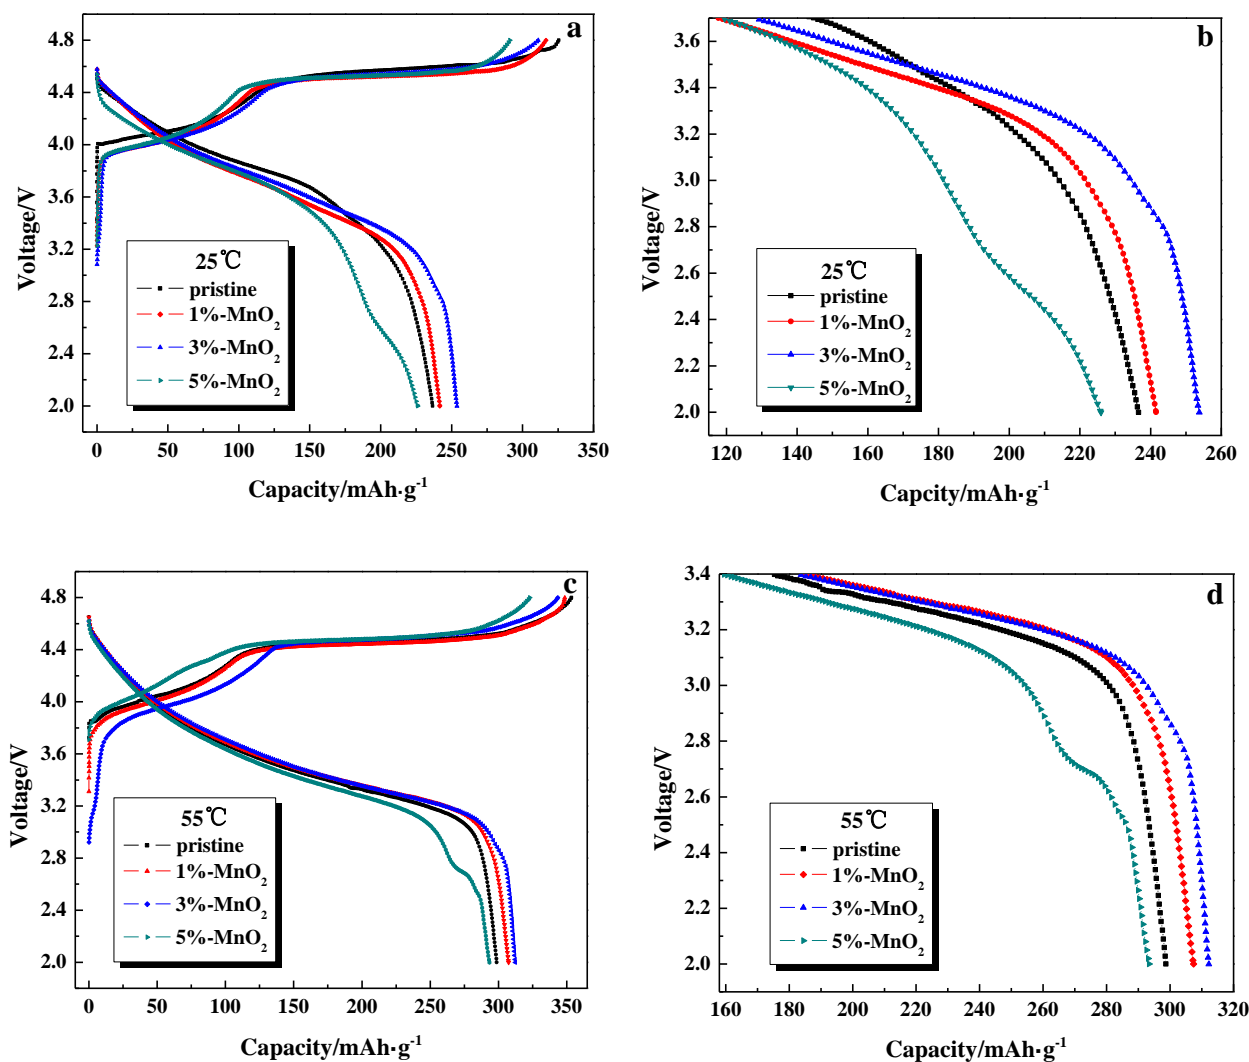 a
4.8
4.4
4.0
3.6
3.2
2.8
2.4
2.0
Voltage/V
25℃
pristine
1%-MnO₂
3%-MnO₂
5%-MnO₂
0 50 100 150 200 250 300 350
Capacity/mAh·g⁻¹
b
3.6
3.4
3.2
3.0
2.8
2.6
2.4
2.2
2.0
Voltage/V
25℃
pristine
1%-MnO₂
3%-MnO₂
5%-MnO₂
120 140 160 180 200 220 240 260
Capcity/mAh·g⁻¹
c
4.8
4.4
4.0
3.6
3.2
2.8
2.4
2.0
Voltage/V
55℃
pristine
1%-MnO₂
3%-MnO₂
5%-MnO₂
0 50 100 150 200 250 300 350
Capacity/mAh·g⁻¹
d
3.4
3.2
3.0
2.8
2.6
2.4
2.2
2.0
Voltage/V
55℃
pristine
1%-MnO₂
3%-MnO₂
5%-MnO₂
160 180 200 220 240 260 280 300 320
Capacity/mAh·g⁻¹